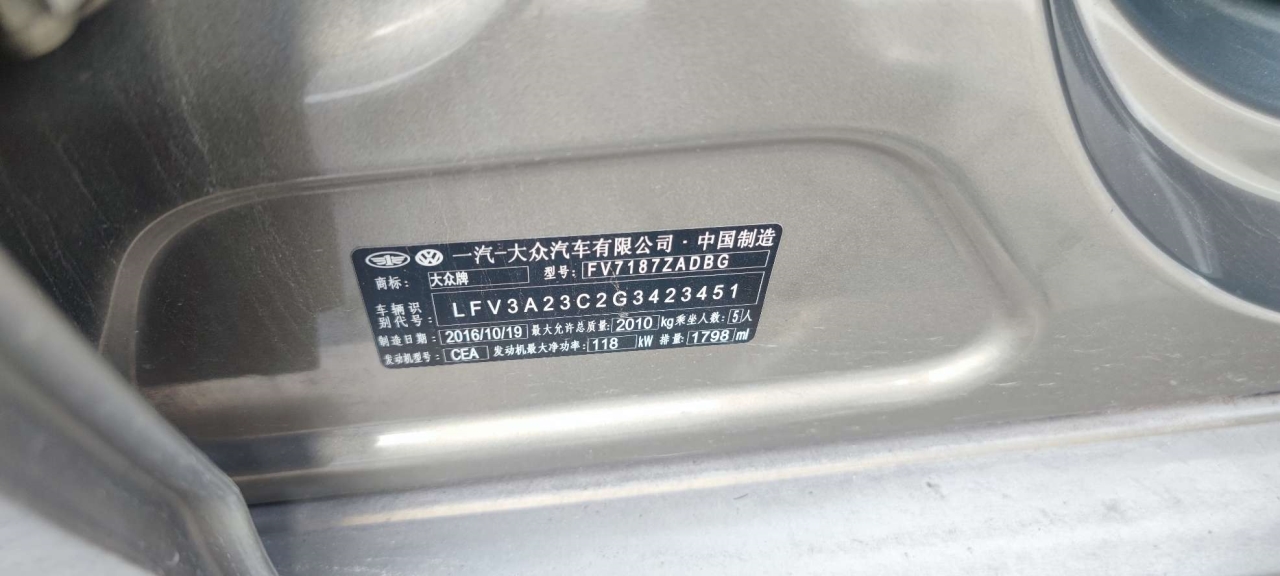 一汽-大众汽车有限公司·中国制造
商标: 大众牌 型号: FV7187ZADBG
车辆识别代号: LFV3A23C2G3423451
制造日期: 2016/10/19 最大允许总质量: 2010 kg 乘坐人数: 5人
发动机型号: CEA 发动机最大净功率: 118 kW 排量: 1798 ml